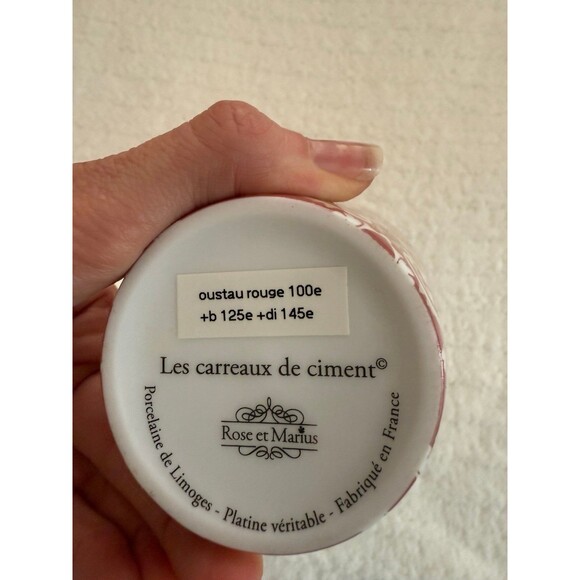 oustau rouge 100e
+b 125e +di 145e
Les carreaux de ciment©
Rose et Marius
Porcelaine de Limoges - Platine véritable - Fabriqué en France